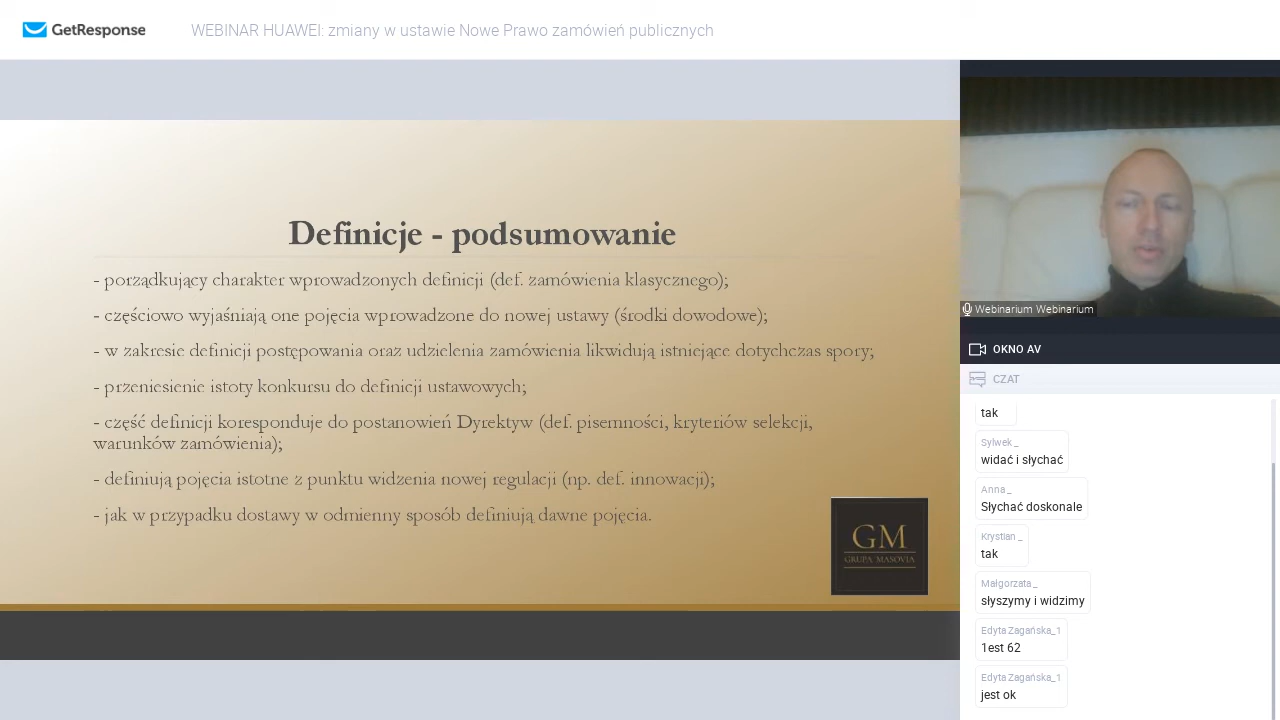 GetResponse
WEBINAR HUAWEI: zmiany w ustawie Nowe Prawo zamówień publicznych
Definicje - podsumowanie
- porządkujący charakter wprowadzonych definicji (def. zamówienia klasycznego);
- częściowo wyjaśniają one pojęcia wprowadzone do nowej ustawy (środki dowodowe);
- w zakresie definicji postępowania oraz udzielenia zamówienia likwidują istniejące dotychczas spory;
- przeniesienie istoty konkursu do definicji ustawowych;
- część definicji koresponduje do postanowień Dyrektyw (def. pisemności, kryteriów selekcji,
warunków zamówienia);
- definiują pojęcia istotne z punktu widzenia nowej regulacji (np. def. innowacji);
- jak w przypadku dostawy w odmienny sposób definiują dawne pojęcia.
GM
GRUPA MASOVIA
Webinarium Webinarium
OKNO AV
CZAT
tak
Sylwek _
widać i słychać
Anna _
Słychać doskonale
Krystian _
tak
Małgorzata _
słyszymy i widzimy
Edyta Zagańska_1
1est 62
Edyta Zagańska_1
jest ok